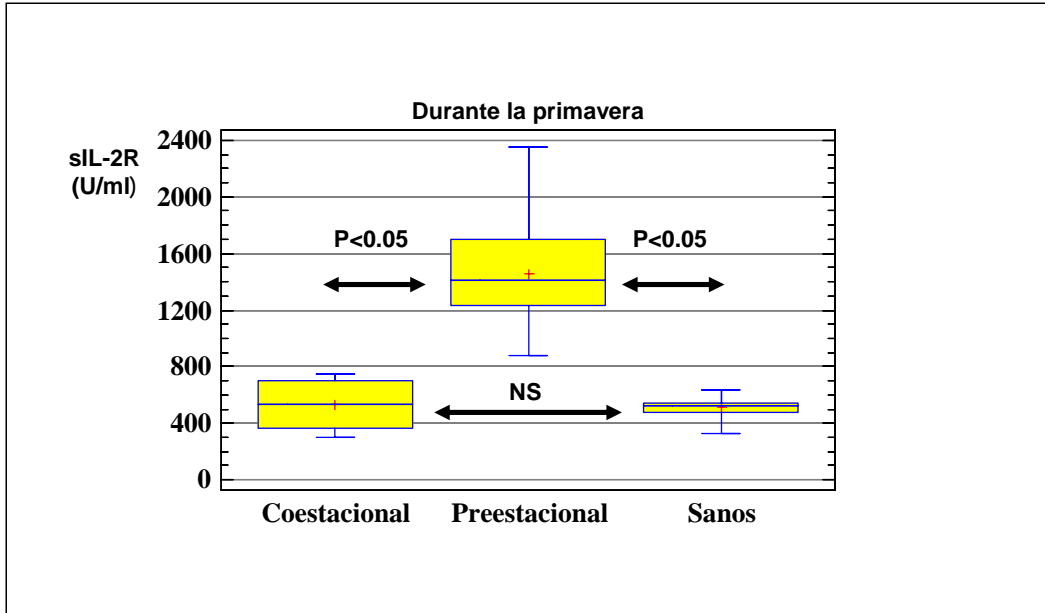 Durante la primavera
sIL-2R
(U/ml)
2400
2000
1600
1200
800
400
0
P<0.05
P<0.05
NS
Coestacional Preestacional Sanos